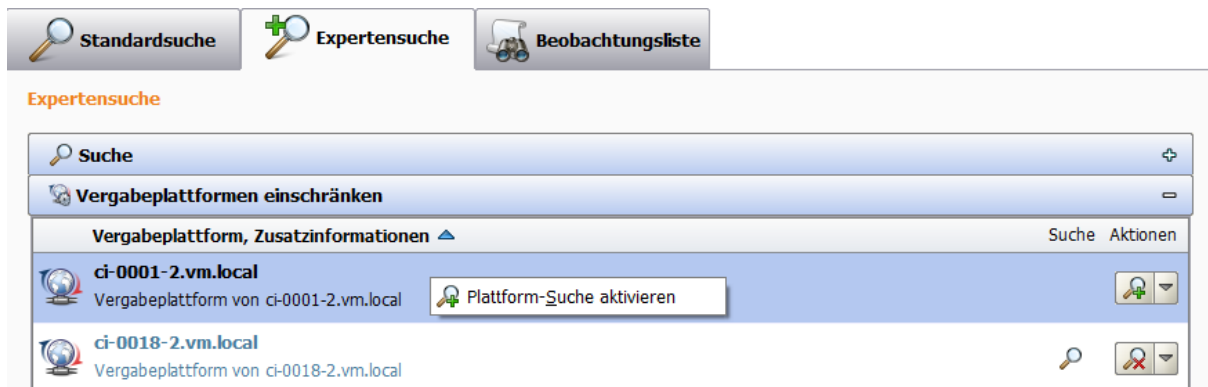 Standardsuche
Expertensuche
Beobachtungsliste
Expertensuche
Suche
Vergabeplattformen einschränken
Vergabeplattform, Zusatzinformationen
Suche Aktionen
ci-0001-2.vm.local
Vergabeplattform von ci-0001-2.vm.local
Plattform-Suche aktivieren
ci-0018-2.vm.local
Vergabeplattform von ci-0018-2.vm.local